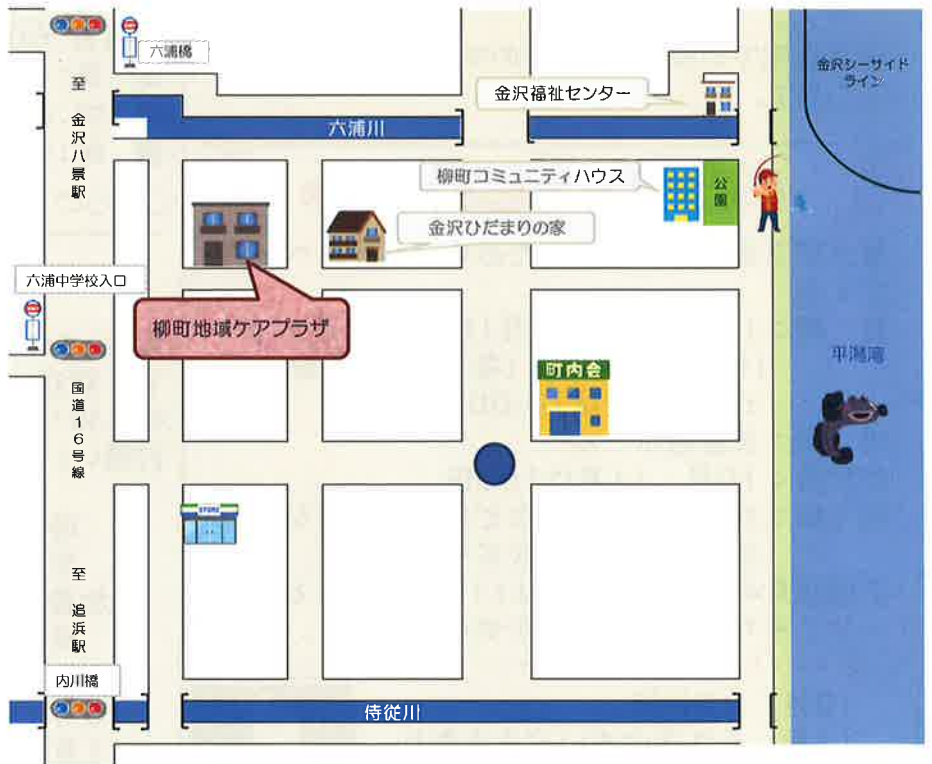 六浦橋
金沢シーサイド
ライン
至 金沢八景駅
金沢福祉センター
六浦川
柳町コミュニティハウス
公園
金沢ひだまりの家
六浦中学校入口
柳町地域ケアプラザ
平潟湾
町内会
国道16号線
STORE
至 追浜駅
内川橋
侍従川